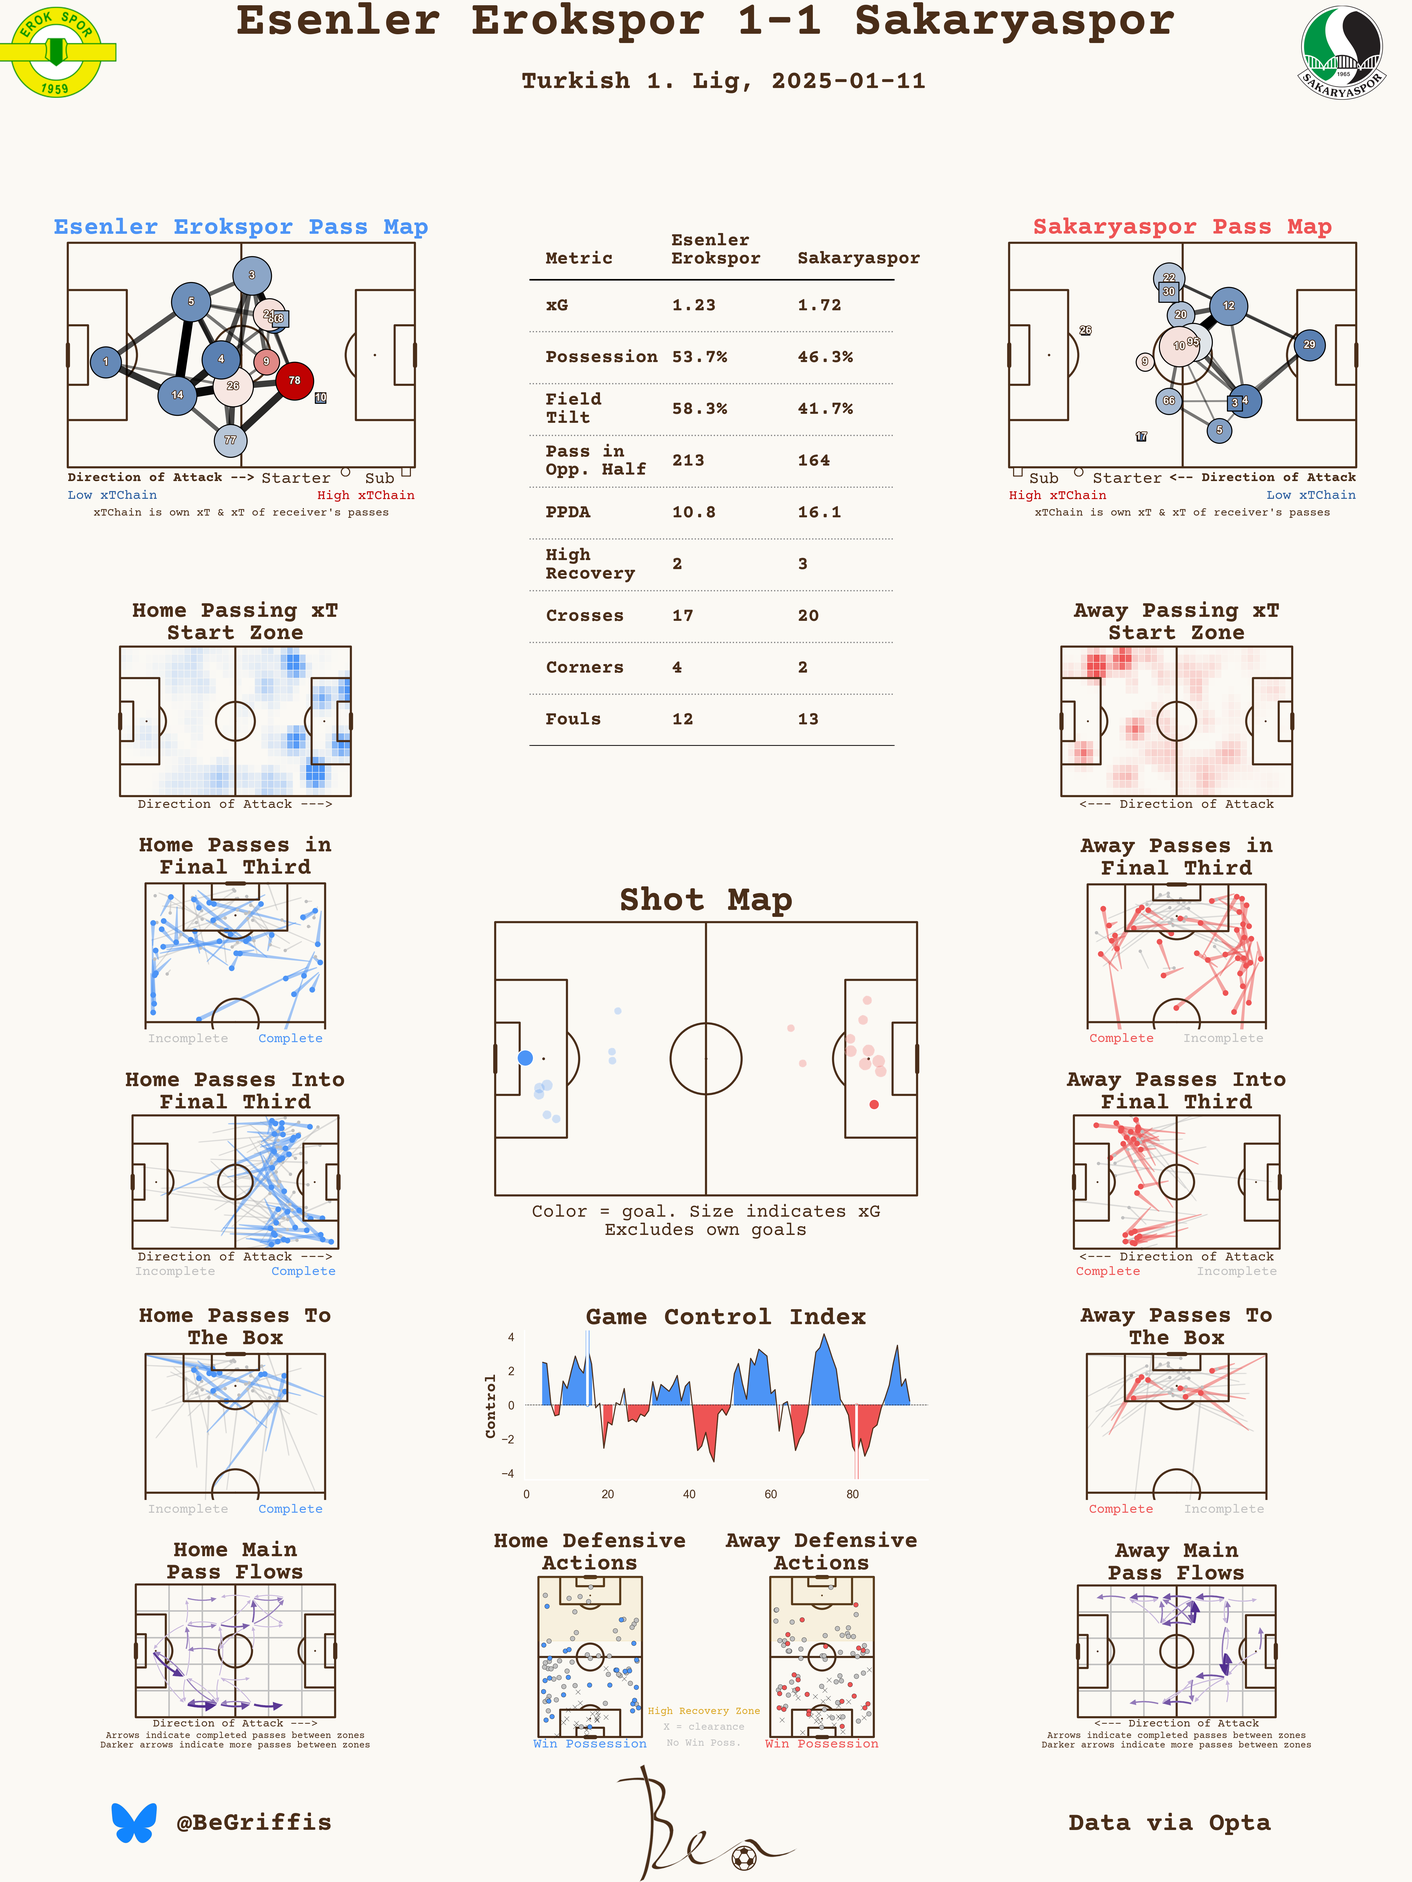 Esenler Erokspor 1-1 Sakaryaspor
Turkish 1. Lig, 2025-01-11
EROK SPOR
1959
1965
SAKARYASPOR
Esenler Erokspor Pass Map
1
5
3
4
14
26
9
78
77
10
Direction of Attack --> Starter Sub
Low xTChain High xTChain
xTChain is own xT & xT of receiver's passes
Metric Esenler Erokspor Sakaryaspor
xG 1.23 1.72
Possession 53.7% 46.3%
Field Tilt 58.3% 41.7%
Pass in Opp. Half 213 164
PPDA 10.8 16.1
High Recovery 2 3
Crosses 17 20
Corners 4 2
Fouls 12 13
Sakaryaspor Pass Map
22
30
20
12
26
10
9
29
66
3
5
17
Sub Starter <-- Direction of Attack
High xTChain Low xTChain
xTChain is own xT & xT of receiver's passes
Home Passing xT
Start Zone
Direction of Attack --->
Away Passing xT
Start Zone
<--- Direction of Attack
Home Passes in
Final Third
Incomplete Complete
Away Passes in
Final Third
Complete Incomplete
Shot Map
Color = goal. Size indicates xG
Excludes own goals
Home Passes Into
Final Third
Direction of Attack --->
Incomplete Complete
Away Passes Into
Final Third
<--- Direction of Attack
Complete Incomplete
Game Control Index
Control
4
2
0
−2
−4
0 20 40 60 80
Home Passes To
The Box
Incomplete Complete
Away Passes To
The Box
Complete Incomplete
Home Main
Pass Flows
Direction of Attack --->
Arrows indicate completed passes between zones
Darker arrows indicate more passes between zones
Home Defensive
Actions
Win Possession
Away Defensive
Actions
Win Possession
High Recovery Zone
X = clearance
No Win Poss.
Away Main
Pass Flows
<--- Direction of Attack
Arrows indicate completed passes between zones
Darker arrows indicate more passes between zones
@BeGriffis
Ben
Data via Opta